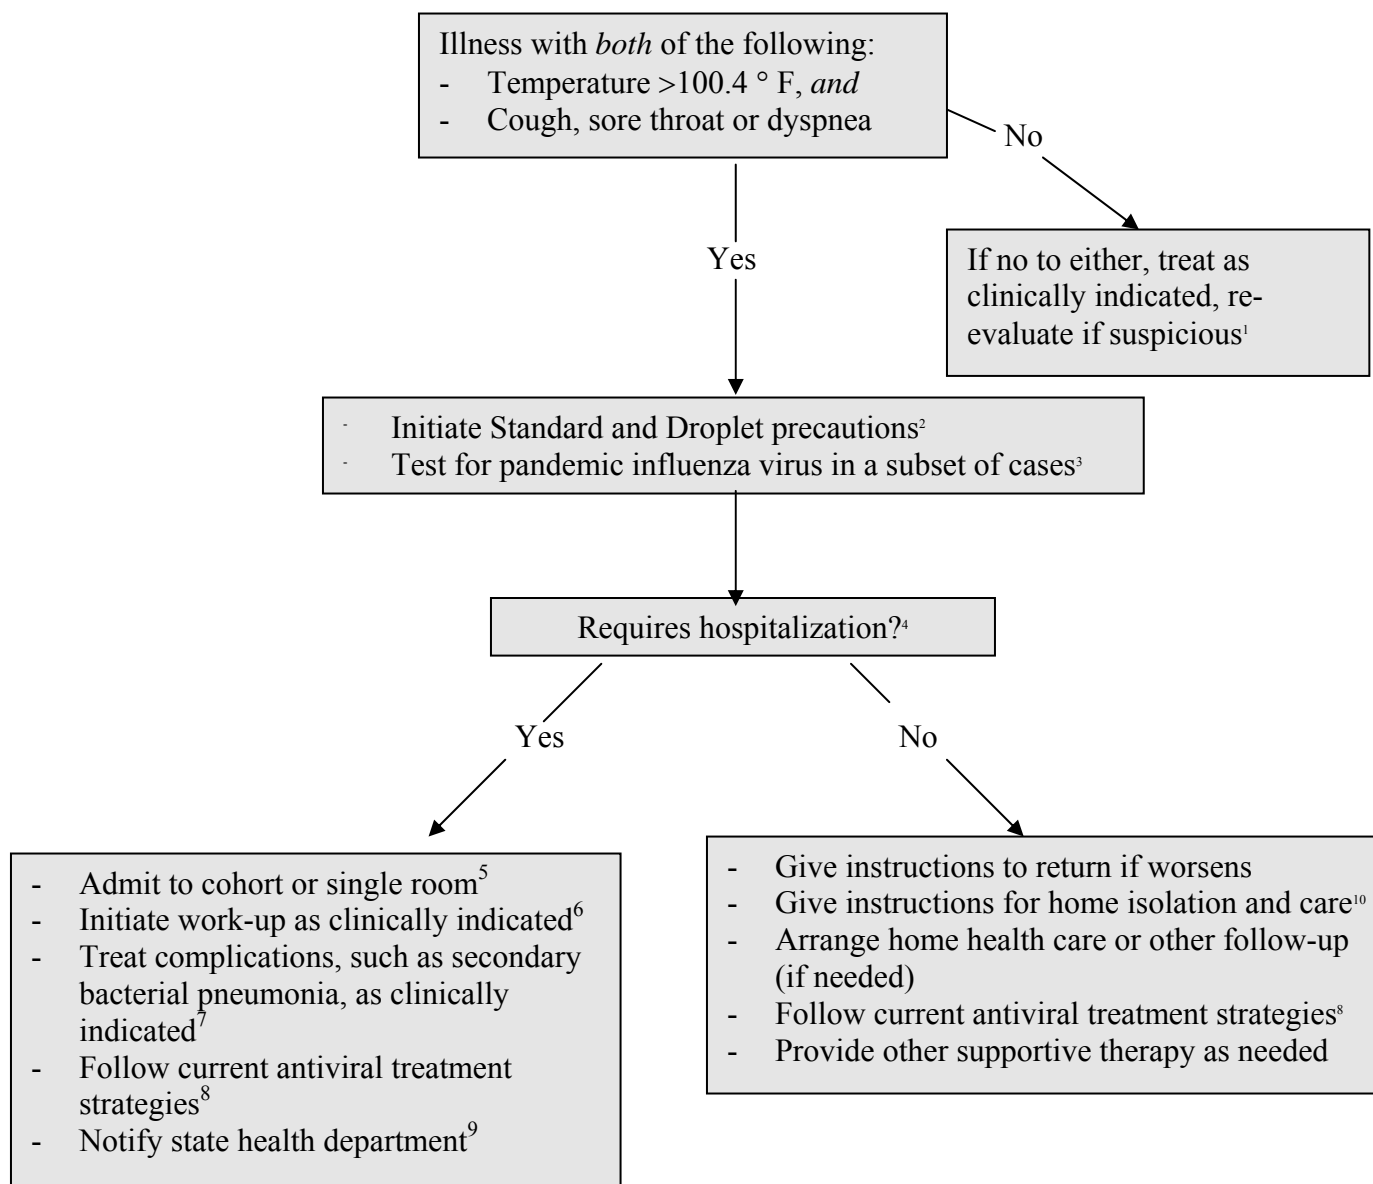 Illness with both of the following:
- Temperature >100.4 ° F, and
- Cough, sore throat or dyspnea
No
Yes
If no to either, treat as
clinically indicated, re-
evaluate if suspicious¹
- Initiate Standard and Droplet precautions²
- Test for pandemic influenza virus in a subset of cases³
Requires hospitalization?⁴
Yes
No
- Admit to cohort or single room⁵
- Initiate work-up as clinically indicated⁶
- Treat complications, such as secondary
bacterial pneumonia, as clinically
indicated⁷
- Follow current antiviral treatment
strategies⁸
- Notify state health department⁹
- Give instructions to return if worsens
- Give instructions for home isolation and care¹⁰
- Arrange home health care or other follow-up
(if needed)
- Follow current antiviral treatment strategies⁸
- Provide other supportive therapy as needed